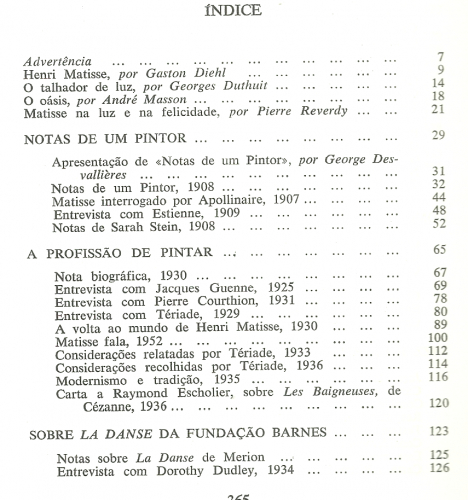 ÍNDICE
Advertência ... ... ... ... ... ... ... ... ... ... 7
Henri Matisse, por Gaston Diehl ... ... ... ... ... 9
O talhador de luz, por Georges Duthuit ... ... ... ... 14
O oásis, por André Masson ... ... ... ... ... ... ... 18
Matisse na luz e na felicidade, por Pierre Reverdy ... ... 21
NOTAS DE UM PINTOR ... ... ... ... ... ... ... 29
Apresentação de «Notas de um Pintor», por George Des-
vallières ... ... ... ... ... ... ... ... ... 31
Notas de um Pintor, 1908 ... ... ... ... ... ... 32
Matisse interrogado por Apollinaire, 1907 ... ... ... ... 44
Entrevista com Estienne, 1909 ... ... ... ... ... ... 48
Notas de Sarah Stein, 1908 ... ... ... ... ... ... 52
A PROFISSÃO DE PINTAR ... ... ... ... ... ... 65
Nota biográfica, 1930 ... ... ... ... ... ... ... 67
Entrevista com Jacques Guenne, 1925 ... ... ... ... 69
Entrevista com Pierre Courthion, 1931 ... ... ... ... 78
Entrevista com Tériade, 1929 ... ... ... ... ... ... 80
A volta ao mundo de Henri Matisse, 1930 ... ... ... 89
Matisse fala, 1952 ... ... ... ... ... ... ... ... 100
Considerações relatadas por Tériade, 1933 ... ... ... 112
Considerações recolhidas por Tériade, 1936 ... ... ... 114
Modernismo e tradição, 1935 ... ... ... ... ... ... 116
Carta a Raymond Escholier, sobre Les Baigneuses, de
Cézanne, 1936 ... ... ... ... ... ... ... ... 120
SOBRE LA DANSE DA FUNDAÇÃO BARNES ... ... ... 123
Notas sobre La Danse de Merion ... ... ... ... ... 125
Entrevista com Dorothy Dudley, 1934 ... ... ... ... 126
265